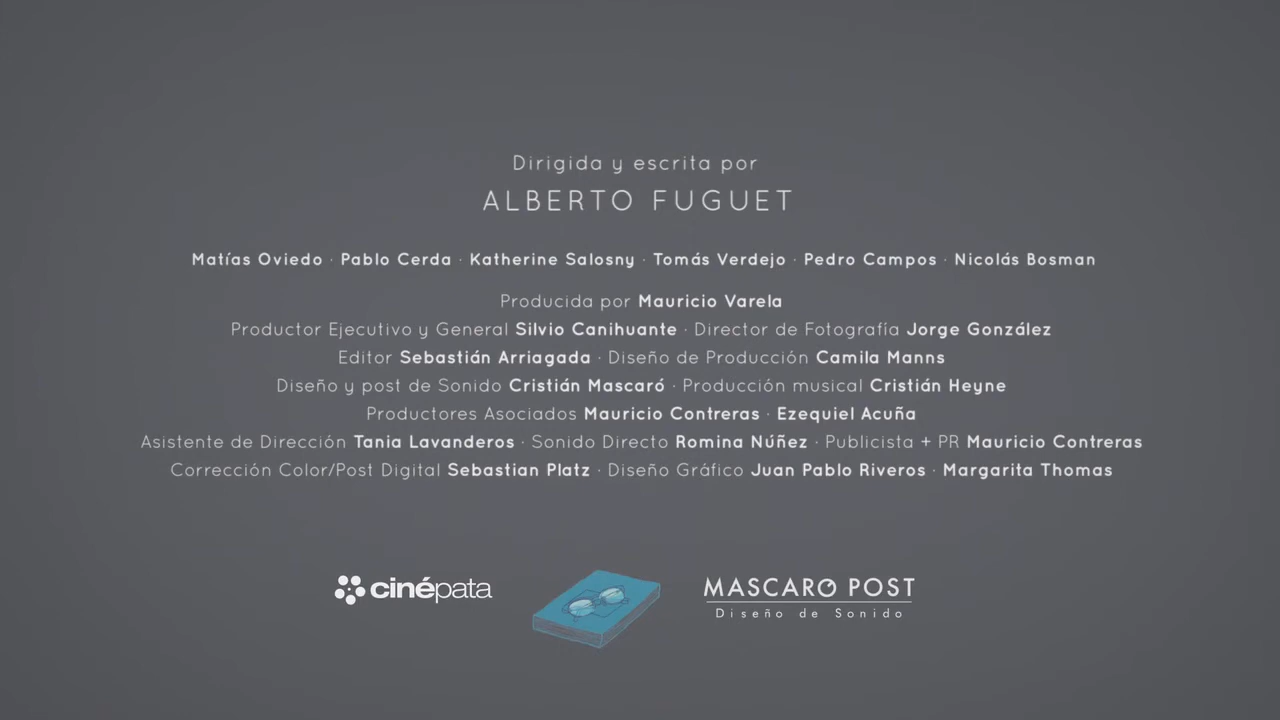 Dirigida y escrita por
ALBERTO FUGUET
Matías Oviedo · Pablo Cerda · Katherine Salosny · Tomás Verdejo · Pedro Campos · Nicolás Bosman
Producida por Mauricio Varela
Productor Ejecutivo y General Silvio Canihuante · Director de Fotografía Jorge González
Editor Sebastián Arriagada · Diseño de Producción Camila Manns
Diseño y post de Sonido Cristián Mascaró · Producción musical Cristián Heyne
Productores Asociados Mauricio Contreras · Ezequiel Acuña
Asistente de Dirección Tania Lavanderos · Sonido Directo Romina Núñez · Publicista + PR Mauricio Contreras
Corrección Color/Post Digital Sebastian Platz · Diseño Gráfico Juan Pablo Riveros · Margarita Thomas
cinépata
MASCARÓ POST
Diseño de Sonido